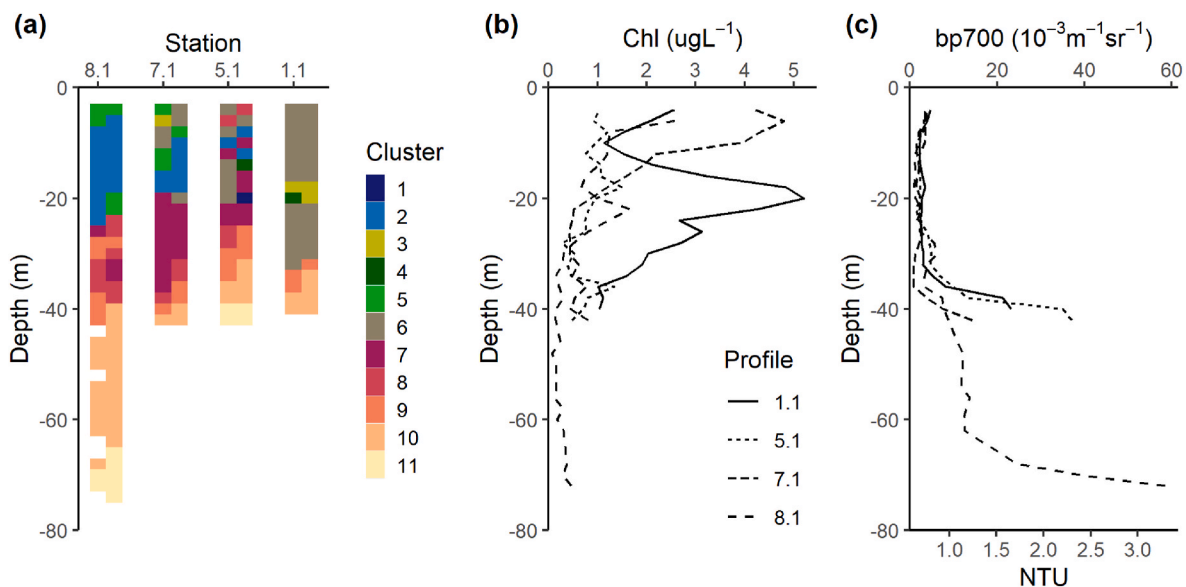 (a)
Station
8.1 7.1 5.1 1.1
0
-20
-40
-60
-80
Depth (m)
Cluster
1
2
3
4
5
6
7
8
9
10
11
(b)
Chl (ugL⁻¹)
0 1 2 3 4 5
0
-20
-40
-60
-80
Depth (m)
Profile
1.1
5.1
7.1
8.1
(c)
bp700 (10⁻³m⁻¹sr⁻¹)
0 20 40 60
0
-20
-40
-60
-80
Depth (m)
1.0 1.5 2.0 2.5 3.0
NTU